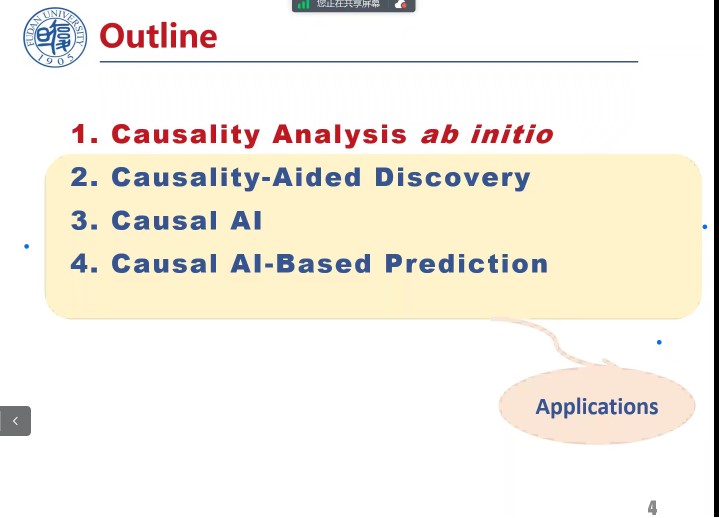 您正在共享屏幕
FUDAN UNIVERSITY
1905
Outline
1. Causality Analysis ab initio
2. Causality-Aided Discovery
3. Causal AI
4. Causal AI-Based Prediction
Applications
4